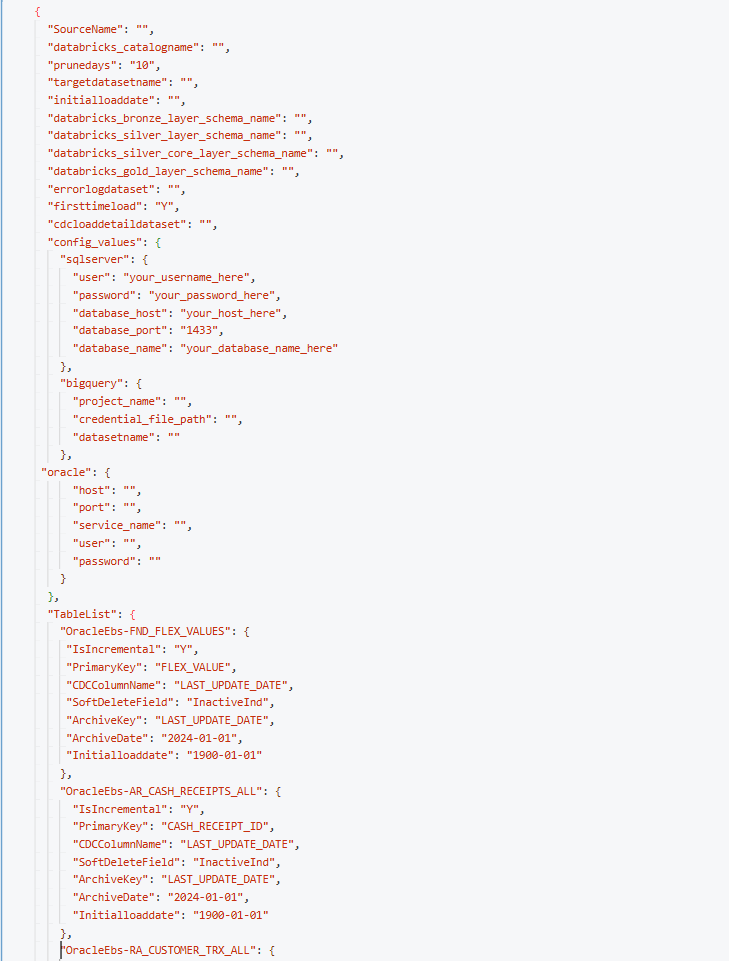 {
"SourceName": "",
"databricks_catalogname": "",
"prunedays": "10",
"targetdatasetname": "",
"initialloaddate": "",
"databricks_bronze_layer_schema_name": "",
"databricks_silver_layer_schema_name": "",
"databricks_silver_core_layer_schema_name": "",
"databricks_gold_layer_schema_name": "",
"errorlogdataset": "",
"firsttimeload": "Y",
"cdcloaddetaildataset": "",
"config_values": {
"sqlserver": {
"user": "your_username_here",
"password": "your_password_here",
"database_host": "your_host_here",
"database_port": "1433",
"database_name": "your_database_name_here"
},
"bigquery": {
"project_name": "",
"credential_file_path": "",
"datasetname": ""
},
"oracle": {
"host": "",
"port": "",
"service_name": "",
"user": "",
"password": ""
}
},
"TableList": {
"OracleEbs-FND_FLEX_VALUES": {
"IsIncremental": "Y",
"PrimaryKey": "FLEX_VALUE",
"CDCColumnName": "LAST_UPDATE_DATE",
"SoftDeleteField": "InactiveInd",
"ArchiveKey": "LAST_UPDATE_DATE",
"ArchiveDate": "2024-01-01",
"Initialloaddate": "1900-01-01"
},
"OracleEbs-AR_CASH_RECEIPTS_ALL": {
"IsIncremental": "Y",
"PrimaryKey": "CASH_RECEIPT_ID",
"CDCColumnName": "LAST_UPDATE_DATE",
"SoftDeleteField": "InactiveInd",
"ArchiveKey": "LAST_UPDATE_DATE",
"ArchiveDate": "2024-01-01",
"Initialloaddate": "1900-01-01"
},
"OracleEbs-RA_CUSTOMER_TRX_ALL": {